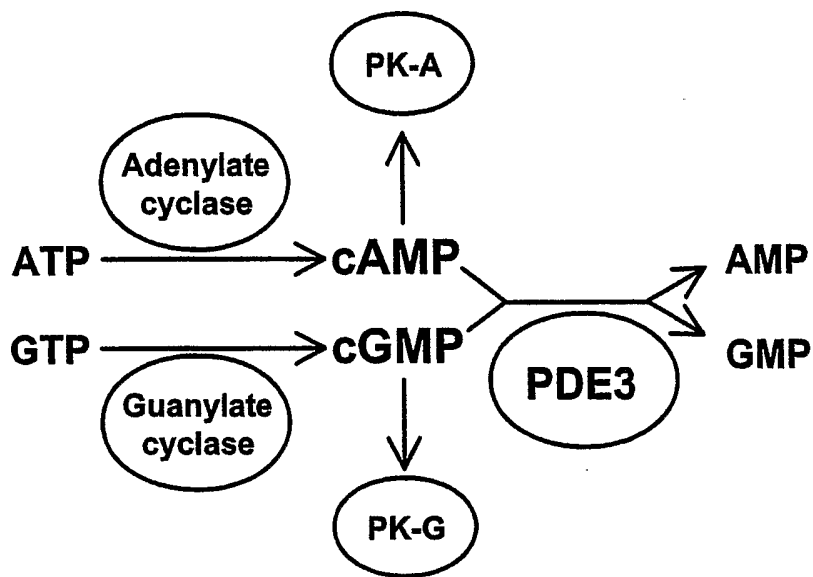 PK-A
Adenylate
cyclase
ATP
cAMP
AMP
GTP
cGMP
GMP
PDE3
Guanylate
cyclase
PK-G